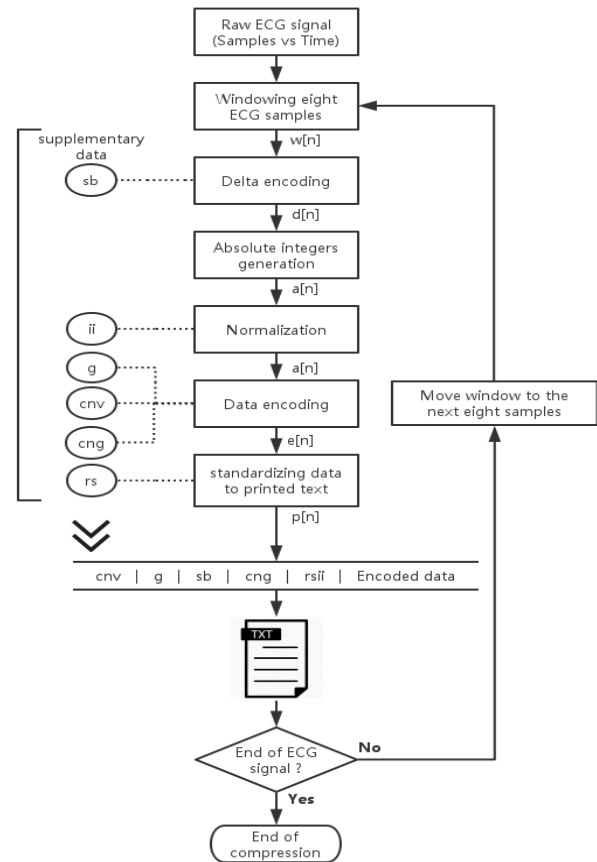 Raw ECG signal
(Samples vs Time)
Windowing eight
ECG samples
w[n]
supplementary
data
sb
Delta encoding
d[n]
Absolute integers
generation
a[n]
ii
Normalization
a[n]
g
cnv
Data encoding
cng
e[n]
rs
standardizing data
to printed text
p[n]
Move window to the
next eight samples
cnv | g | sb | cng | rsii | Encoded data
TXT
End of ECG
signal ?
No
Yes
End of
compression